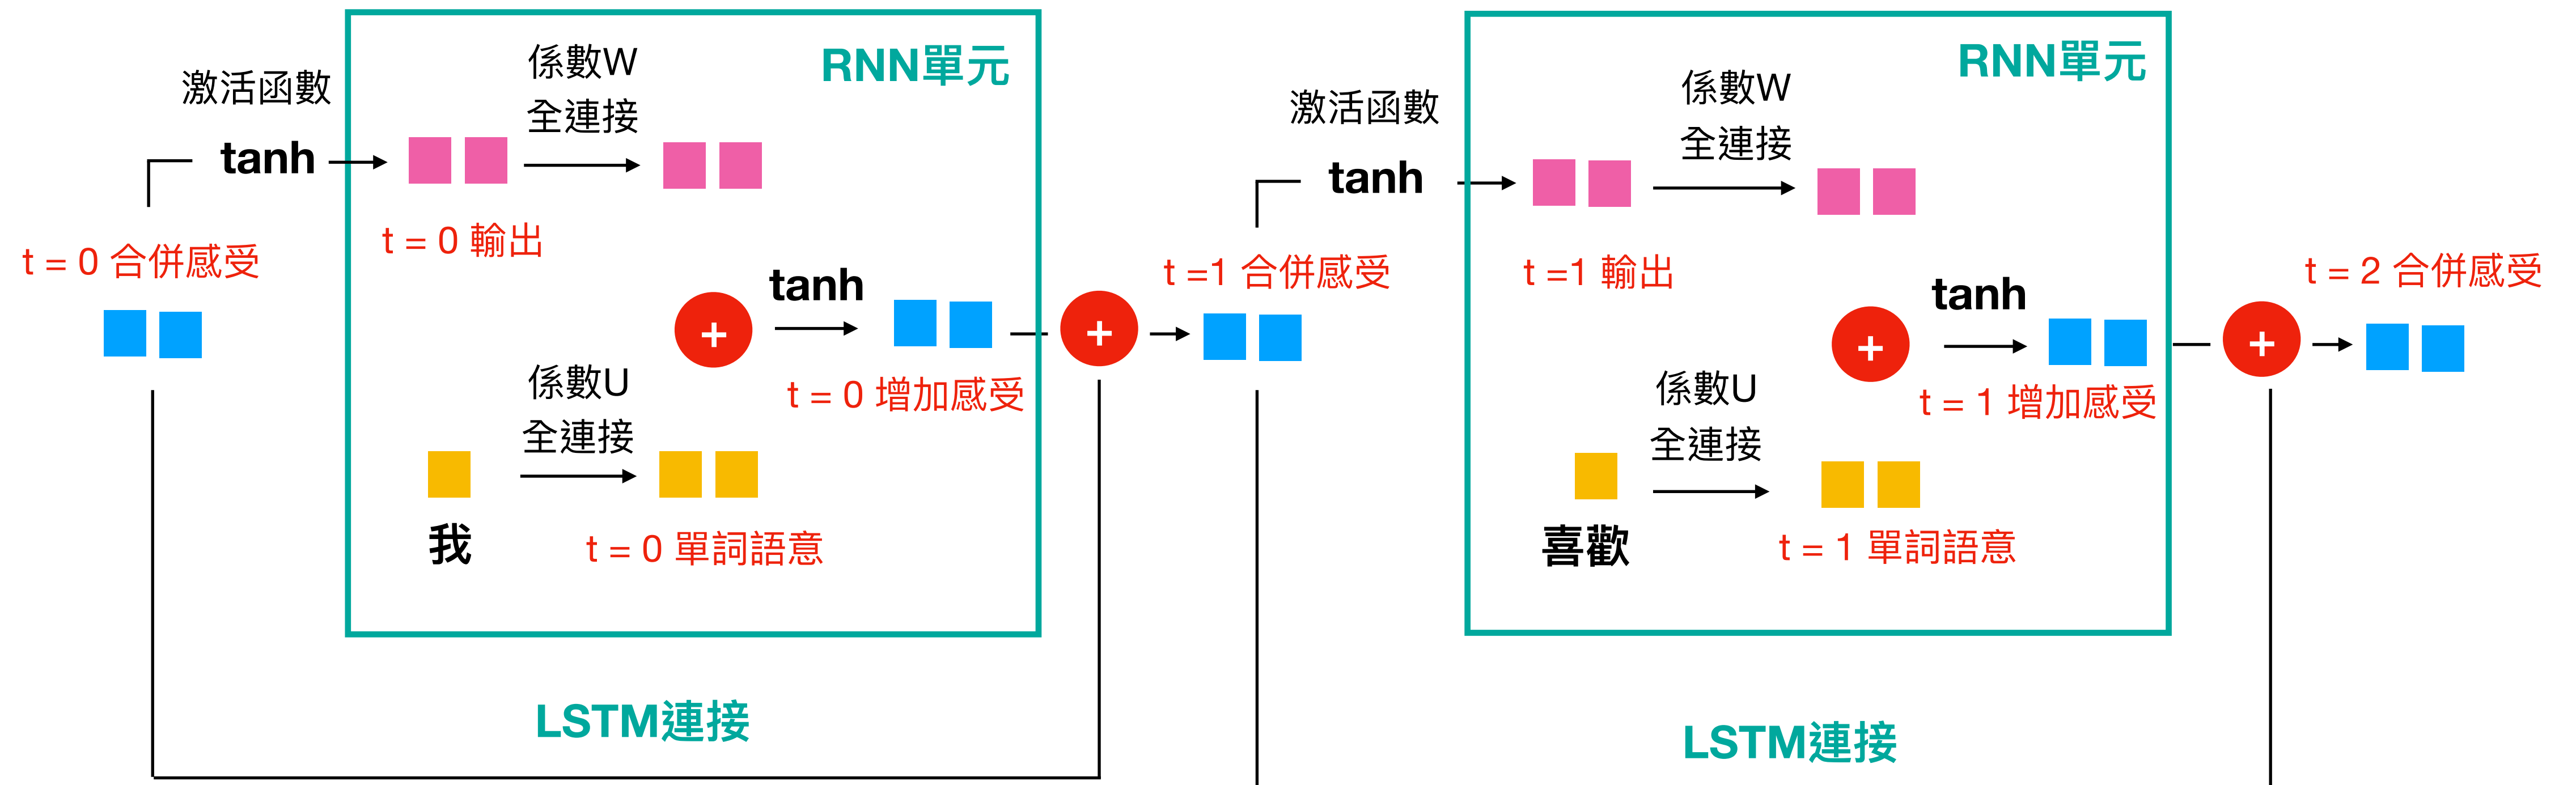 RNN單元
係數W
全連接
激活函數
tanh
t = 0 輸出
t = 0 合併感受
+
tanh
t = 0 增加感受
+
係數U
全連接
我
t = 0 單詞語意
LSTM連接
RNN單元
係數W
全連接
激活函數
tanh
t =1 輸出
t =1 合併感受
+
tanh
t = 1 增加感受
+
t = 2 合併感受
係數U
全連接
喜歡
t = 1 單詞語意
LSTM連接